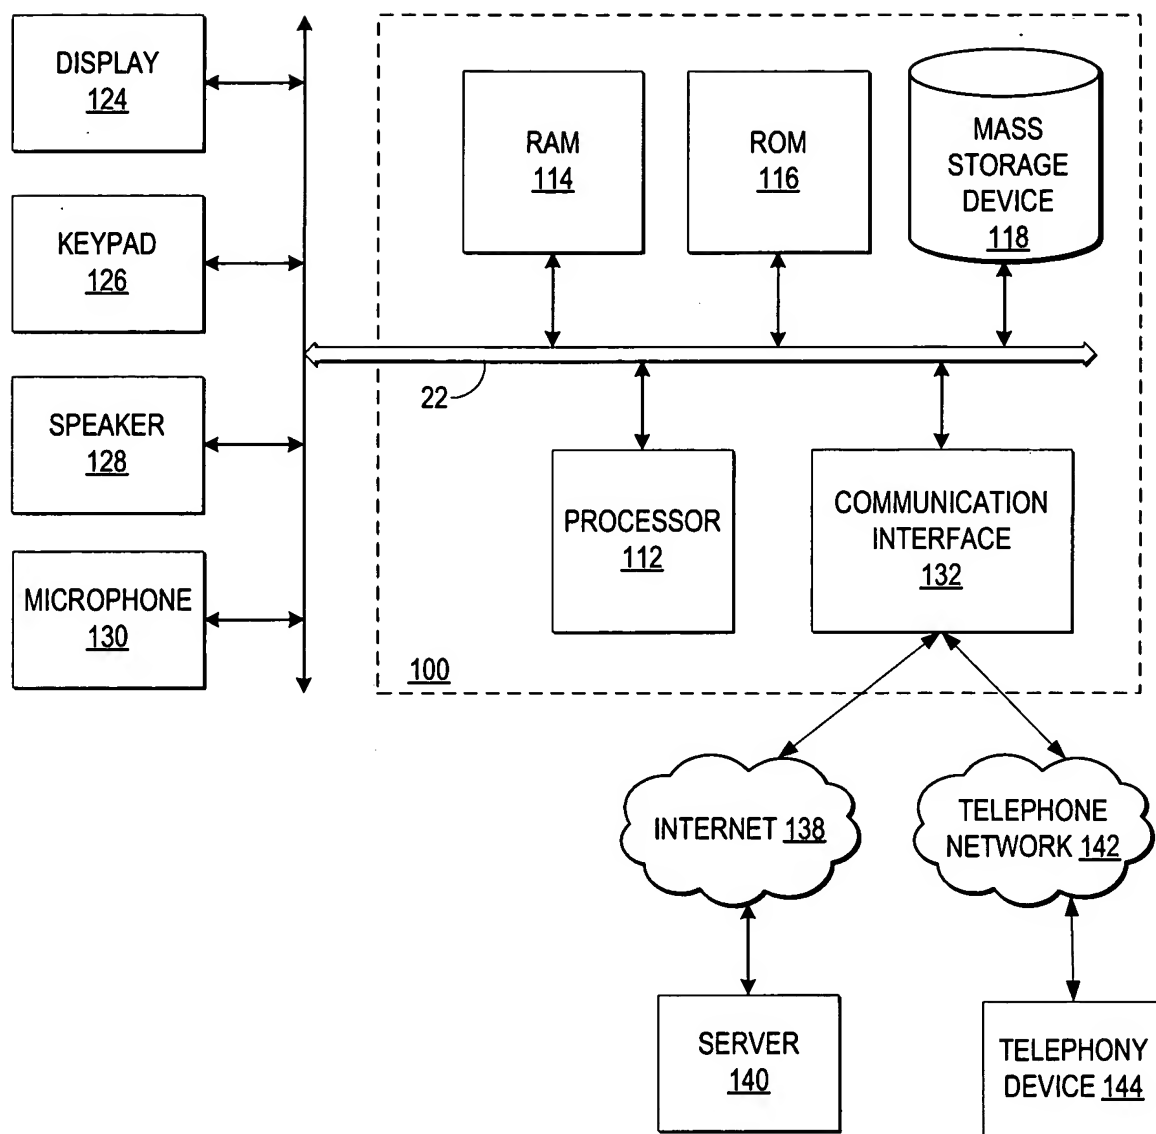 DISPLAY
124
KEYPAD
126
SPEAKER
128
MICROPHONE
130
RAM
114
ROM
116
MASS
STORAGE
DEVICE
118
22
PROCESSOR
112
COMMUNICATION
INTERFACE
132
100
INTERNET 138
TELEPHONE
NETWORK 142
SERVER
140
TELEPHONY
DEVICE 144